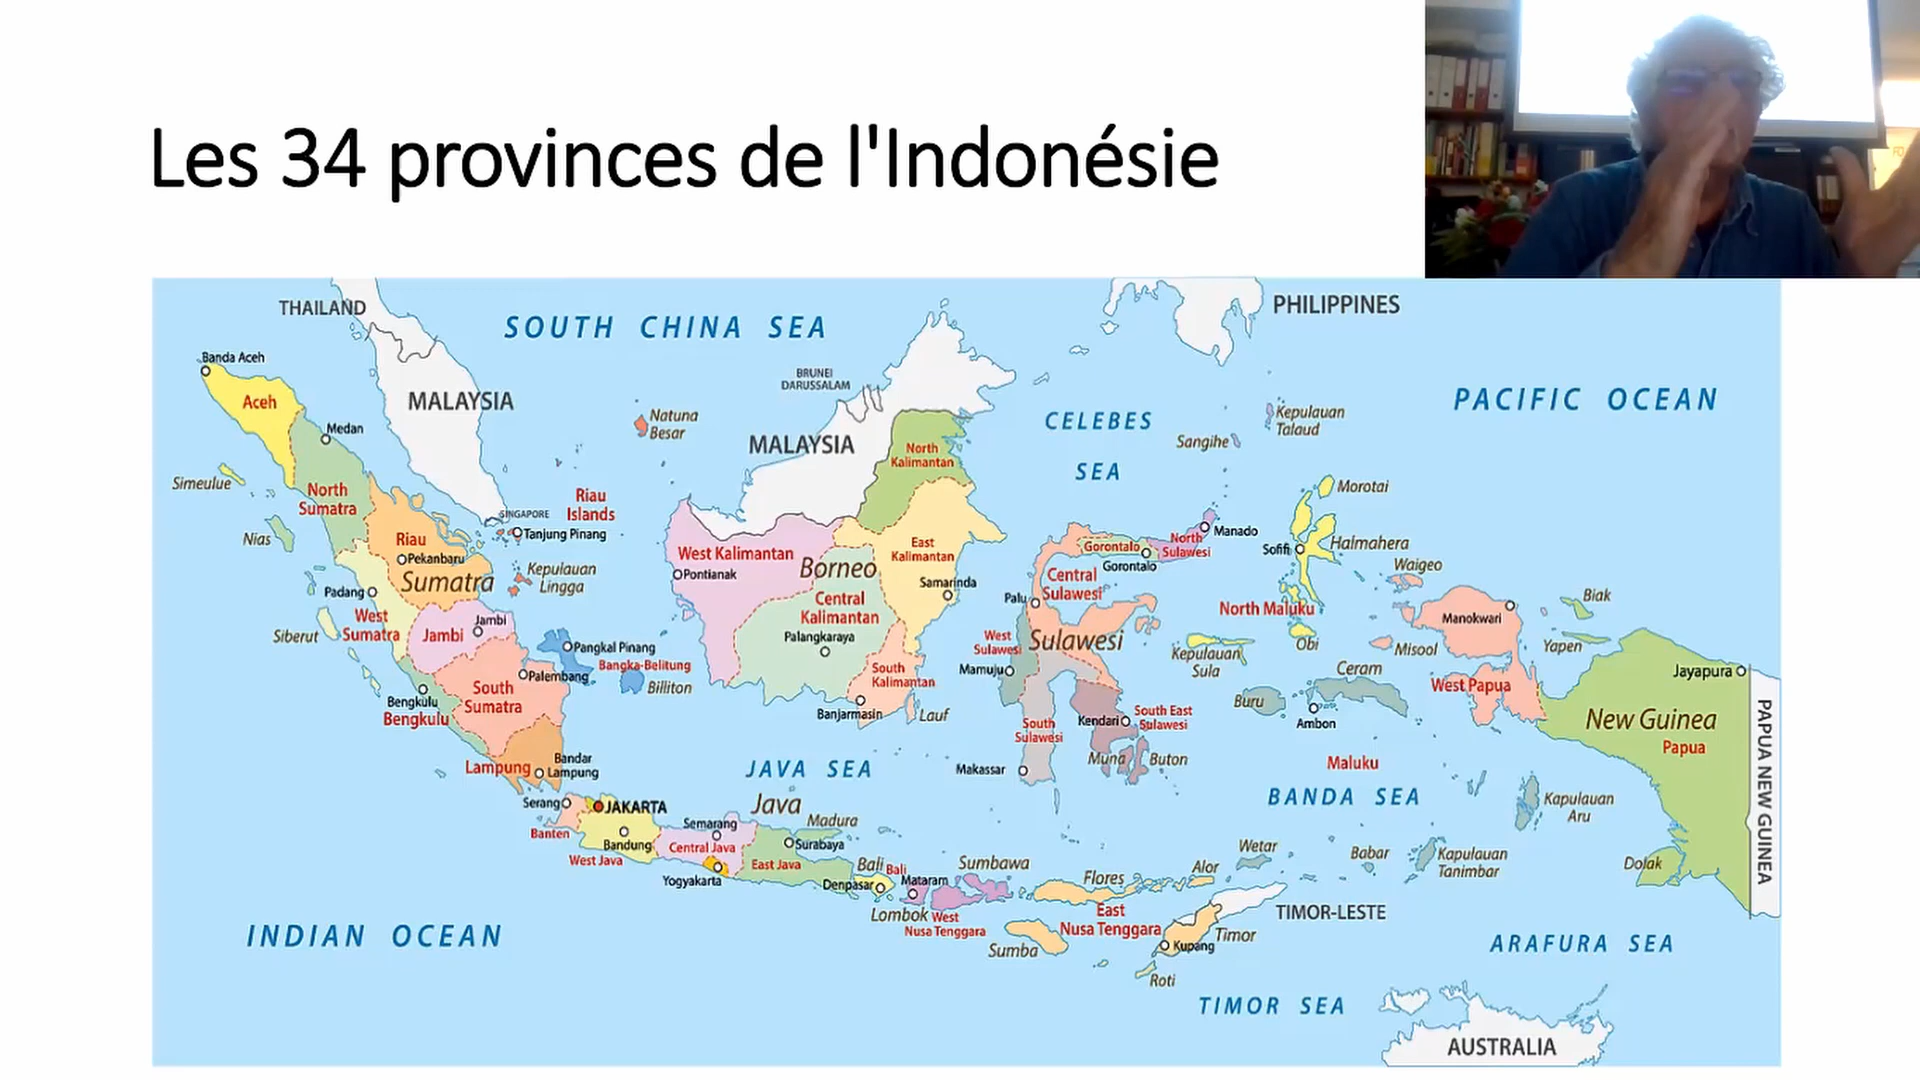 Les 34 provinces de l'Indonésie
THAILAND
SOUTH CHINA SEA
PHILIPPINES
Banda Aceh
BRUNEI
DARUSSALAM
MALAYSIA
Aceh
PACIFIC OCEAN
Natuna
Besar
CELEBES
SEA
Kepulauan
Talaud
Medan
MALAYSIA
Sangihe
North
Kalimantan
Simeulue
North
Sumatra
Riau
Islands
Morotai
SINGAPORE
Tanjung Pinang
Nias
Riau
Pekanbaru
Sumatra
West Kalimantan
East
Kalimantan
Gorontalo
North
Sulawesi
Manado
Gorontalo
Sofifi
Halmahera
Kepulauan
Lingga
Pontianak
Borneo
Samarinda
Central
Sulawesi
Waigeo
Padang
Central
Kalimantan
Palu
North Maluku
Manokwari
Biak
West
Sumatra
Siberut
Jambi
Jambi
Pangkal Pinang
Palangkaraya
West
Sulawesi
Sulawesi
Kepulauan
Sula
Obi
Misool
Yapen
Bangka-Belitung
Palembang
Billiton
South
Kalimantan
Mamuju
Ceram
West Papua
Jayapura
South
Sumatra
Bengkulu
Bengkulu
Banjarmasin
Lauf
Kendari
South East
Sulawesi
Buru
Ambon
New Guinea
Papua
PAPUA NEW GUINEA
South
Sulawesi
Lampung
Bandar
Lampung
JAVA SEA
Makassar
Muna
Buton
Maluku
BANDA SEA
Serang
JAKARTA
Java
Madura
Kapulauan
Aru
Banten
Bandung
Semarang
Surabaya
West Java
Central Java
East Java
Yogyakarta
Bali
Bali
Denpasar
Mataram
Sumbawa
Flores
Alor
Wetar
Babar
Kapulauan
Tanimbar
Dolak
Lombok
West
Nusa Tenggara
East
Nusa Tenggara
TIMOR-LESTE
INDIAN OCEAN
Sumba
Kupang
Timor
ARAFURA SEA
Roti
TIMOR SEA
AUSTRALIA